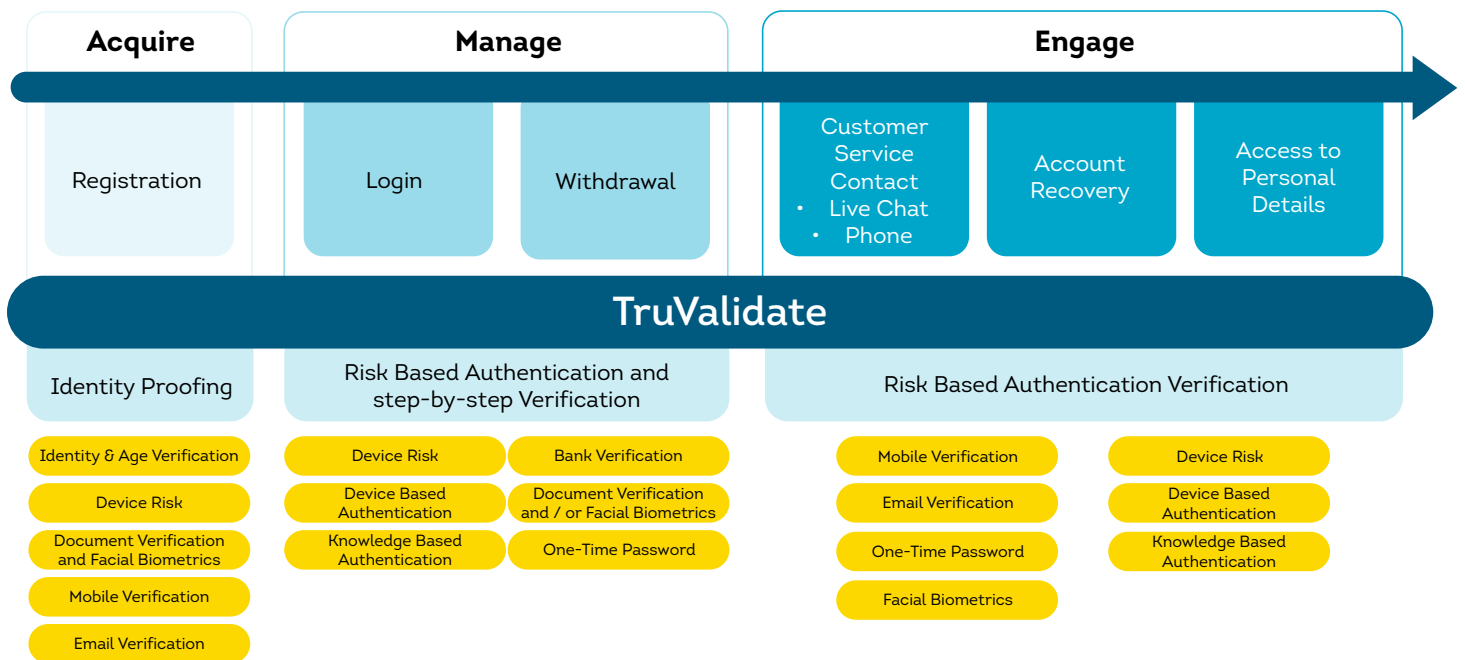 Acquire
Manage
Engage
Registration
Login
Withdrawal
Customer
Service
Contact
• Live Chat
• Phone
Account
Recovery
Access to
Personal
Details
TruValidate
Identity Proofing
Risk Based Authentication and
step-by-step Verification
Risk Based Authentication Verification
Identity & Age Verification
Device Risk
Document Verification
and Facial Biometrics
Mobile Verification
Email Verification
Device Risk
Device Based
Authentication
Knowledge Based
Authentication
Bank Verification
Document Verification
and / or Facial Biometrics
One-Time Password
Mobile Verification
Email Verification
One-Time Password
Facial Biometrics
Device Risk
Device Based
Authentication
Knowledge Based
Authentication